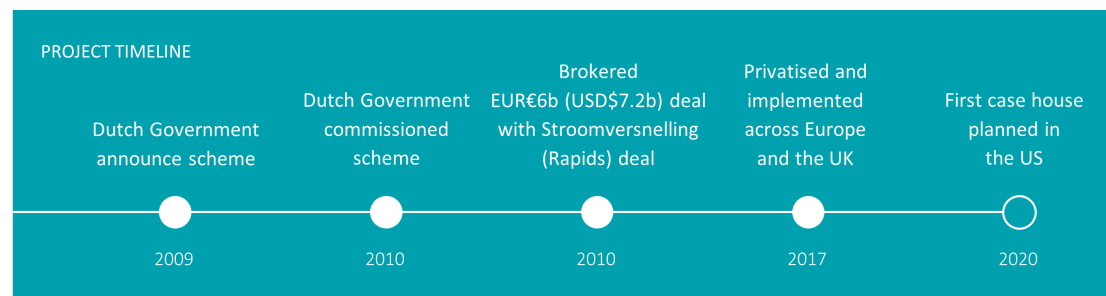 PROJECT TIMELINE
Dutch Government
announce scheme
2009
Dutch Government
commissioned
scheme
2010
Brokered
EUR€6b (USD$7.2b) deal
with Stroomversnelling
(Rapids) deal
2010
Privatised and
implemented
across Europe
and the UK
2017
First case house
planned in
the US
2020